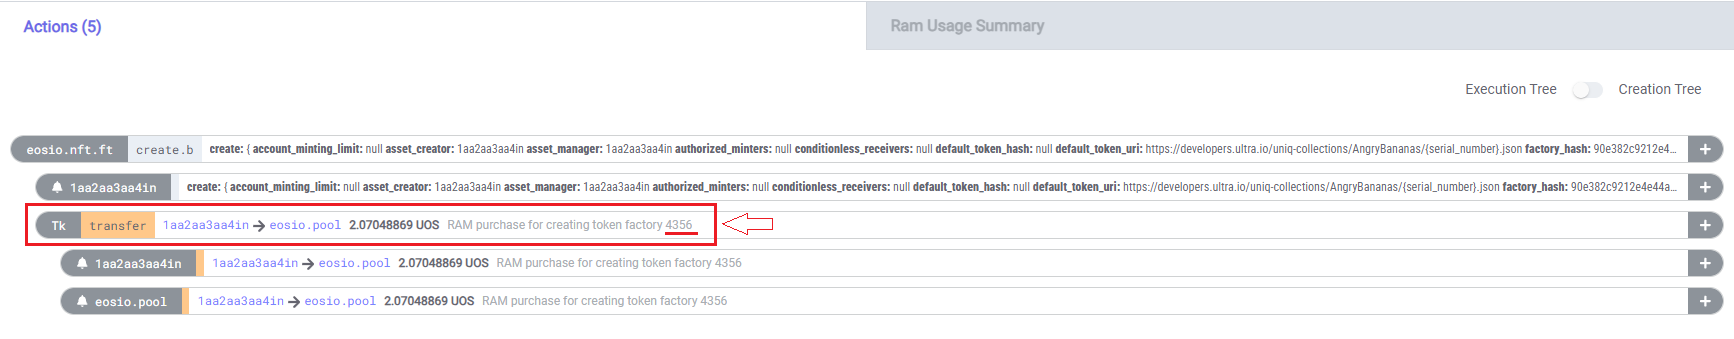 Actions (5)
Ram Usage Summary
Execution Tree
Creation Tree
eosio.nft.ft create.b create: { account_minting_limit: null asset_creator: 1aa2aa3aa4in asset_manager: 1aa2aa3aa4in authorized_minters: null conditionless_receivers: null default_token_hash: null default_token_uri: https://developers.ultra.io/uniq-collections/AngryBananas/{serial_number}.json factory_hash: 90e382c9212e4... +
1aa2aa3aa4in create: { account_minting_limit: null asset_creator: 1aa2aa3aa4in asset_manager: 1aa2aa3aa4in authorized_minters: null conditionless_receivers: null default_token_hash: null default_token_uri: https://developers.ultra.io/uniq-collections/AngryBananas/{serial_number}.json factory_hash: 90e382c9212e4e44a... +
Tk transfer 1aa2aa3aa4in → eosio.pool 2.07048869 UOS RAM purchase for creating token factory 4356 +
1aa2aa3aa4in 1aa2aa3aa4in → eosio.pool 2.07048869 UOS RAM purchase for creating token factory 4356 +
eosio.pool 1aa2aa3aa4in → eosio.pool 2.07048869 UOS RAM purchase for creating token factory 4356 +